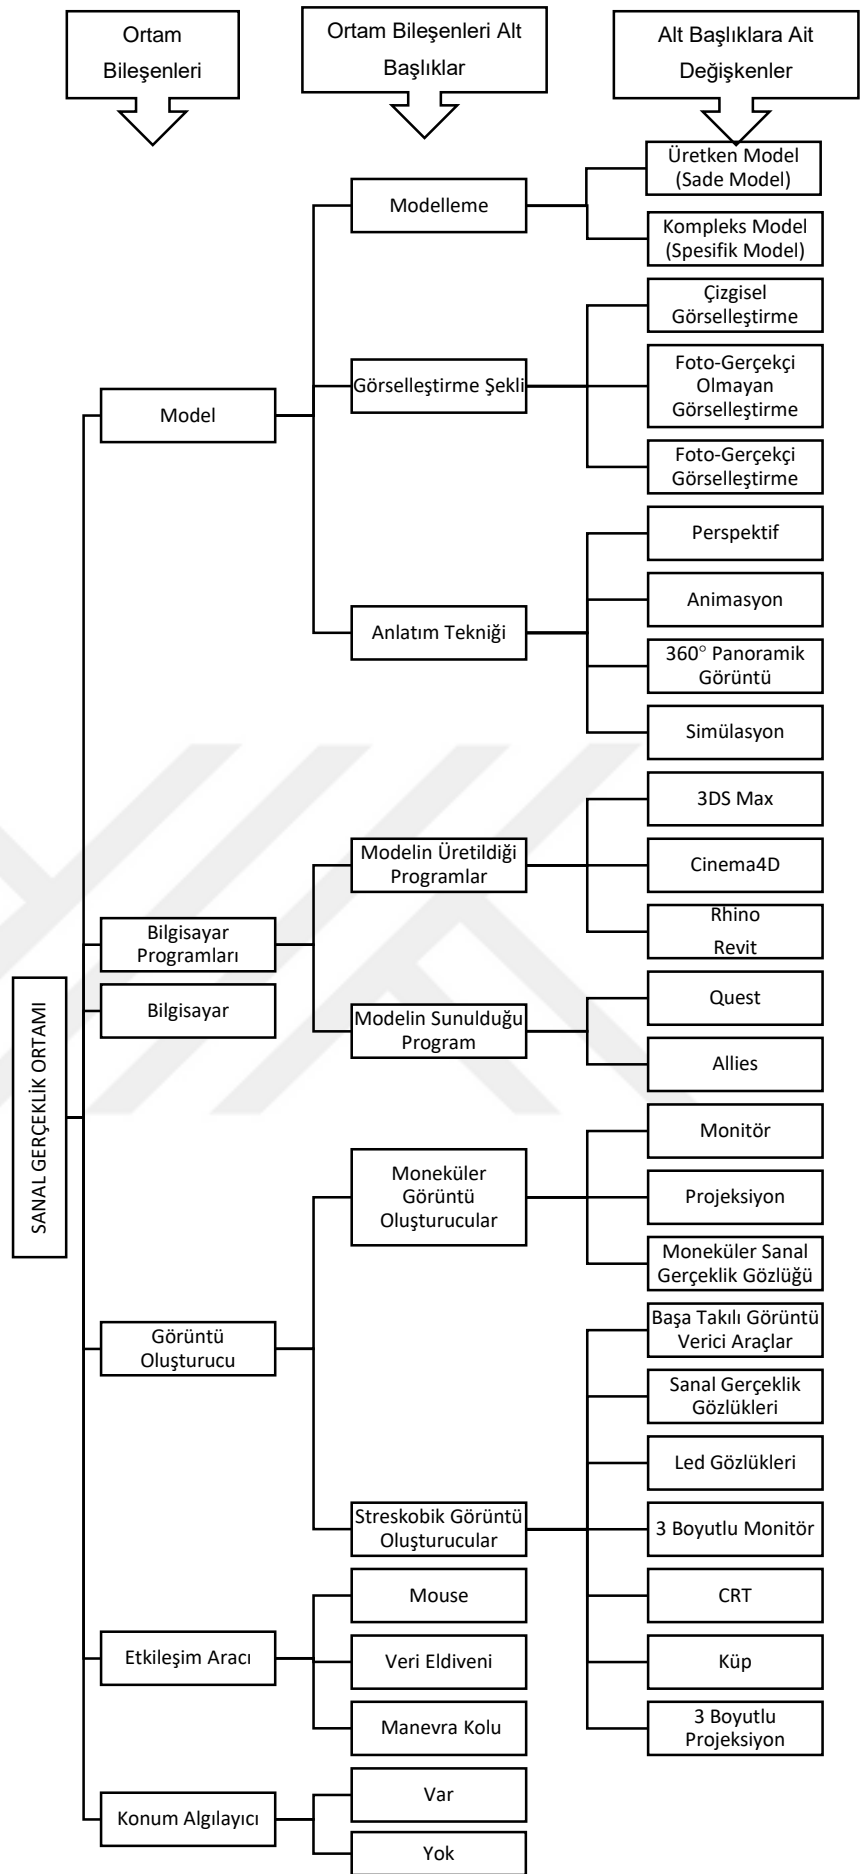 Ortam
Bileşenleri
Ortam Bileşenleri Alt
Başlıklar
Alt Başlıklara Ait
Değişkenler
SANAL GERÇEKLİK ORTAMI
Model
Modelleme
Üretken Model
(Sade Model)
Kompleks Model
(Spesifik Model)
Görselleştirme Şekli
Çizgisel
Görselleştirme
Foto-Gerçekçi
Olmayan
Görselleştirme
Foto-Gerçekçi
Görselleştirme
Anlatım Tekniği
Perspektif
Animasyon
360° Panoramik
Görüntü
Simülasyon
Bilgisayar
Programları
Modelin Üretildiği
Programlar
3DS Max
Cinema4D
Rhino
Revit
Modelin Sunulduğu
Program
Quest
Allies
Bilgisayar
Görüntü
Oluşturucu
Moneküler
Görüntü
Oluşturucular
Monitör
Projeksiyon
Moneküler Sanal
Gerçeklik Gözlüğü
Streskobik Görüntü
Oluşturucular
Başa Takılı Görüntü
Verici Araçlar
Sanal Gerçeklik
Gözlükleri
Led Gözlükleri
3 Boyutlu Monitör
CRT
Küp
3 Boyutlu
Projeksiyon
Etkileşim Aracı
Mouse
Veri Eldiveni
Manevra Kolu
Konum Algılayıcı
Var
Yok